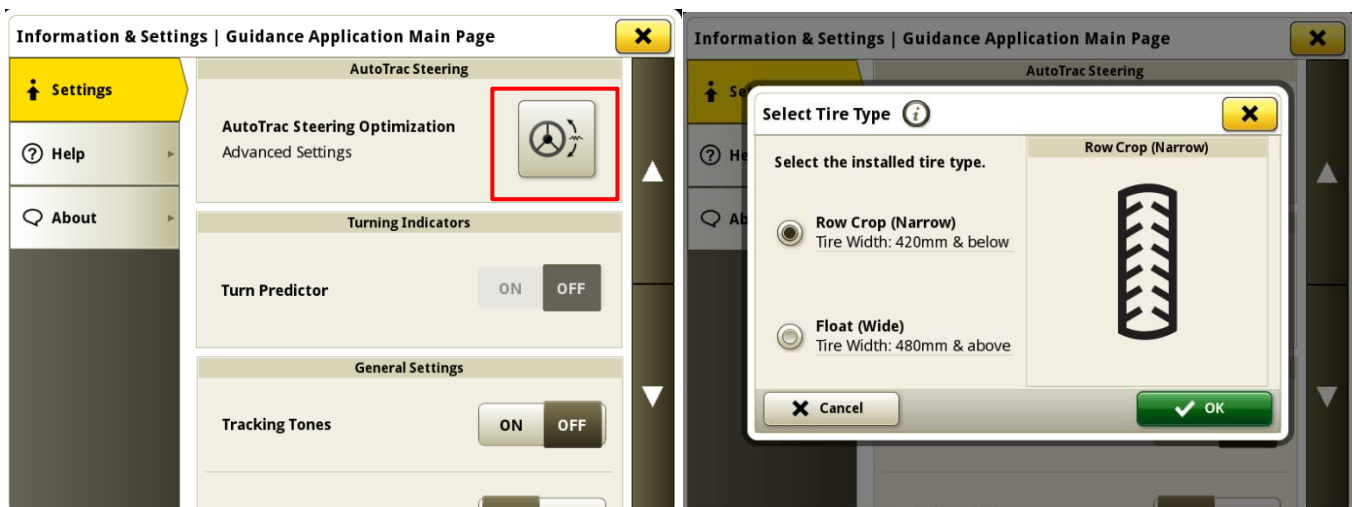 Information & Settings | Guidance Application Main Page
Settings
Help
About
AutoTrac Steering
AutoTrac Steering Optimization
Advanced Settings
Turning Indicators
Turn Predictor
ON OFF
General Settings
Tracking Tones
ON OFF
Information & Settings | Guidance Application Main Page
AutoTrac Steering
Se
He
Ab
Select Tire Type
Select the installed tire type.
Row Crop (Narrow)
Tire Width: 420mm & below
Float (Wide)
Tire Width: 480mm & above
Row Crop (Narrow)
Cancel
OK